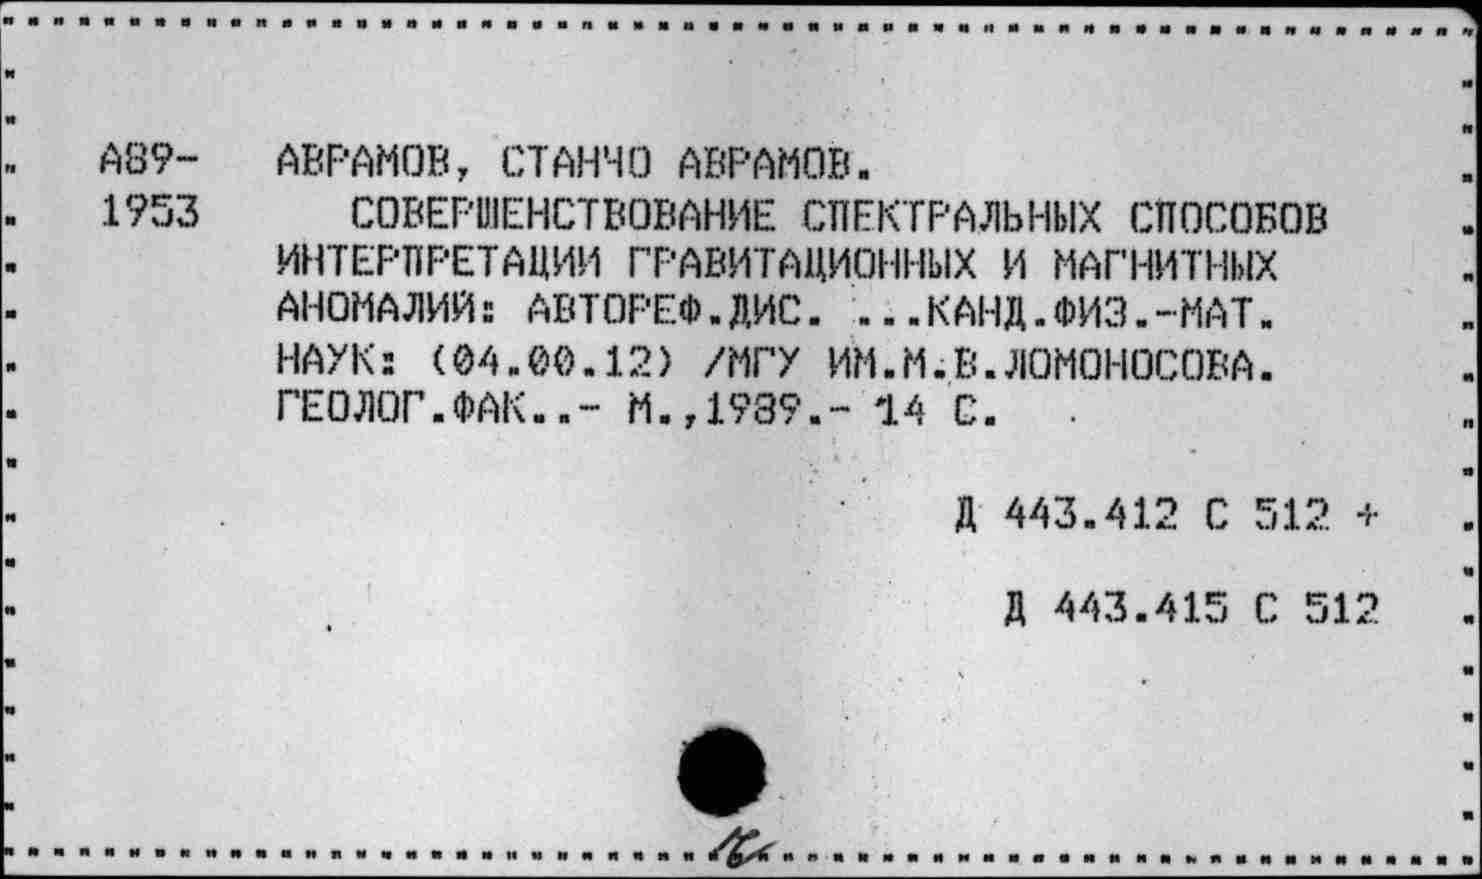 А89- АВРАМОВ, СТАНЧО АВРАМОВ.
1953 СОВЕРШЕНСТВОВАНИЕ СПЕКТРАЛЬНЫХ СПОСОБОВ
ИНТЕРПРЕТАЦИИ ГРАВИТАЦИОННЫХ И МАГНИТНЫХ
АНОМАЛИЙ: АВТОРЕФ.ДИС. ...КАНД.ФИЗ.-МАТ.
НАУК: (04.00.12) /МГУ ИМ.М.В.ЛОМОНОСОВА.
ГЕОЛОГ.ФАК..- М.,1989.- 14 С.
Д 443.412 С 512 +
Д 443.415 С 512